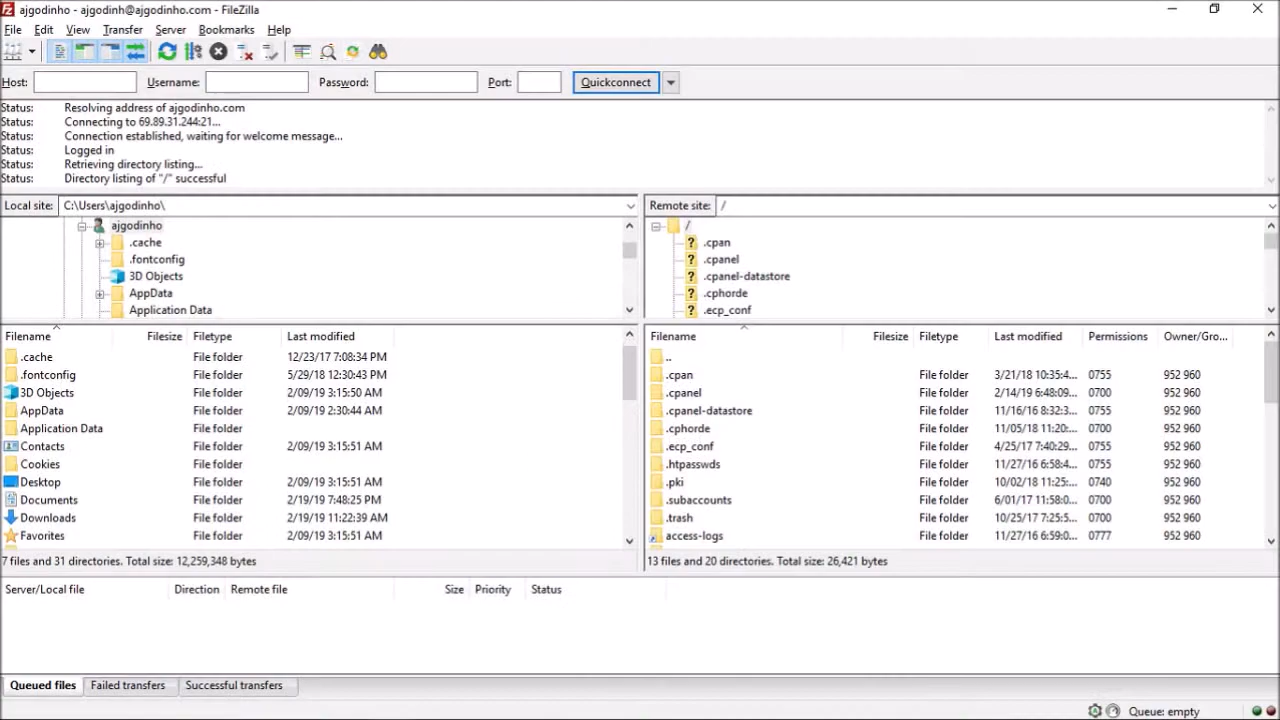 ajgodinho - ajgodinh@ajgodinho.com - FileZilla
File Edit View Transfer Server Bookmarks Help
Host: Username: Password: Port: Quickconnect
Status: Resolving address of ajgodinho.com
Status: Connecting to 69.89.31.244:21...
Status: Connection established, waiting for welcome message...
Status: Logged in
Status: Retrieving directory listing...
Status: Directory listing of "/" successful
Local site: C:\Users\ajgodinho\
ajgodinho
.cache
.fontconfig
3D Objects
AppData
Application Data
Remote site: /
/
.cpan
.cpanel
.cpanel-datastore
.cphorde
.ecp_conf
Filename Filesize Filetype Last modified
.cache File folder 12/23/17 7:08:34 PM
.fontconfig File folder 5/29/18 12:30:43 PM
3D Objects File folder 2/09/19 3:15:50 AM
AppData File folder 2/09/19 2:30:44 AM
Application Data File folder
Contacts File folder 2/09/19 3:15:51 AM
Cookies File folder
Desktop File folder 2/09/19 3:15:51 AM
Documents File folder 2/19/19 7:48:25 PM
Downloads File folder 2/19/19 11:22:39 AM
Favorites File folder 2/09/19 3:15:51 AM
7 files and 31 directories. Total size: 12,259,348 bytes
Filename Filesize Filetype Last modified Permissions Owner/Gro...
..
.cpan File folder 3/21/18 10:35:4... 0755 952 960
.cpanel File folder 2/14/19 6:48:09... 0700 952 960
.cpanel-datastore File folder 11/16/16 8:32:3... 0755 952 960
.cphorde File folder 11/05/18 11:20:... 0700 952 960
.ecp_conf File folder 4/25/17 7:40:29... 0755 952 960
.htpasswds File folder 11/27/16 6:58:4... 0755 952 960
.pki File folder 10/02/18 11:25:... 0740 952 960
.subaccounts File folder 6/01/17 11:58:0... 0700 952 960
.trash File folder 10/25/17 7:25:5... 0700 952 960
access-logs File folder 11/27/16 6:59:0... 0777 952 960
13 files and 20 directories. Total size: 26,421 bytes
Server/Local file Direction Remote file Size Priority Status
Queued files Failed transfers Successful transfers
Queue: empty